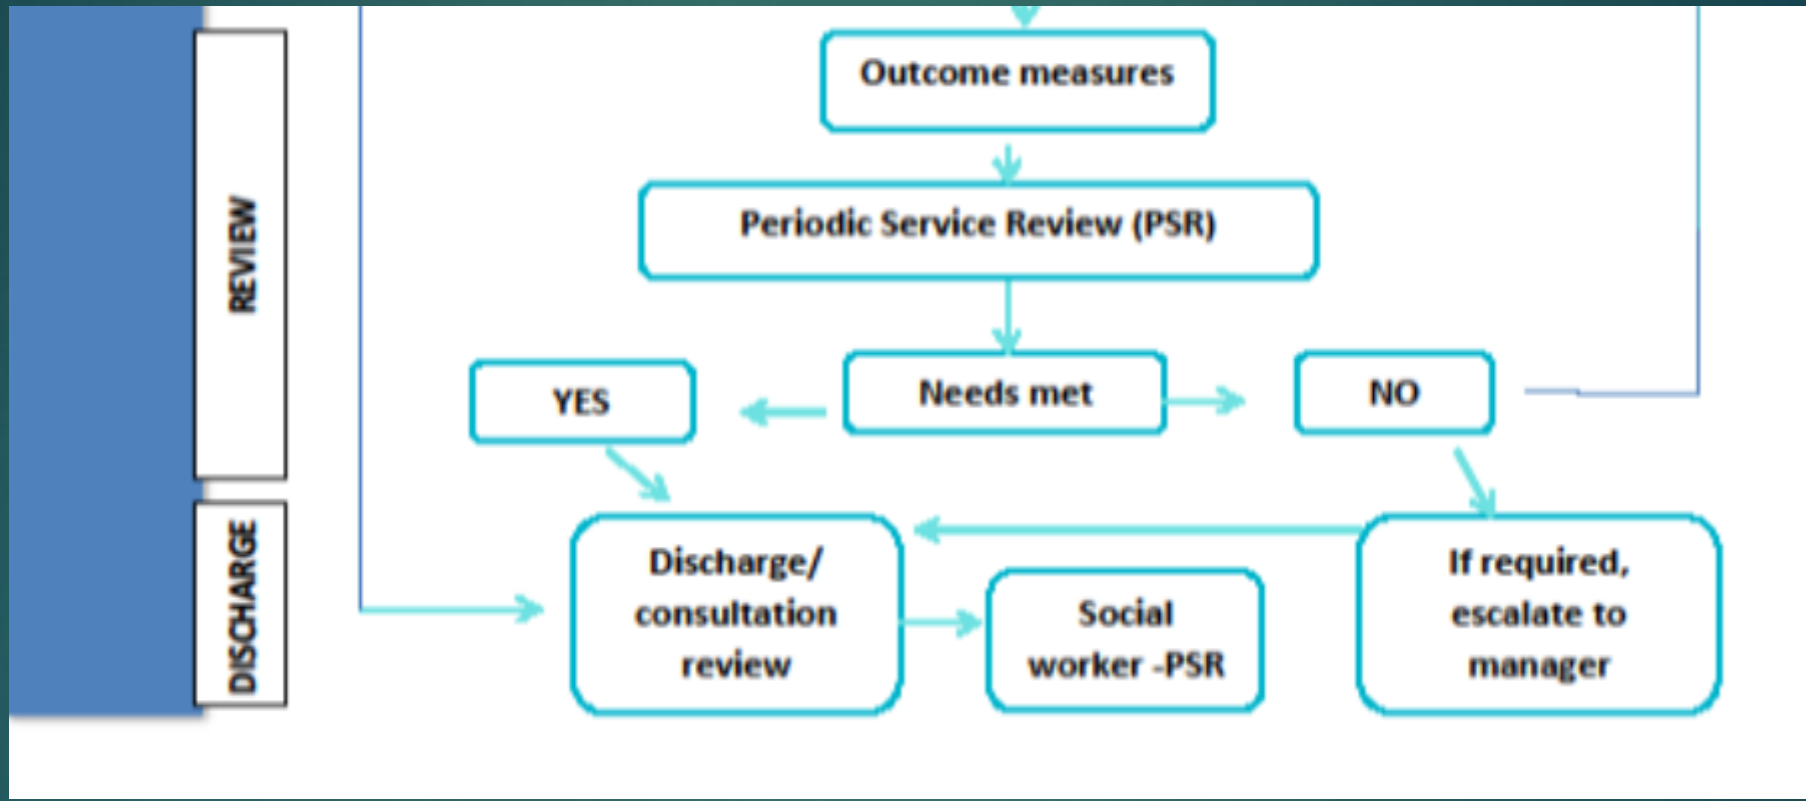 REVIEW
Outcome measures
Periodic Service Review (PSR)
YES
Needs met
NO
DISCHARGE
Discharge/
consultation
review
Social
worker -PSR
If required,
escalate to
manager